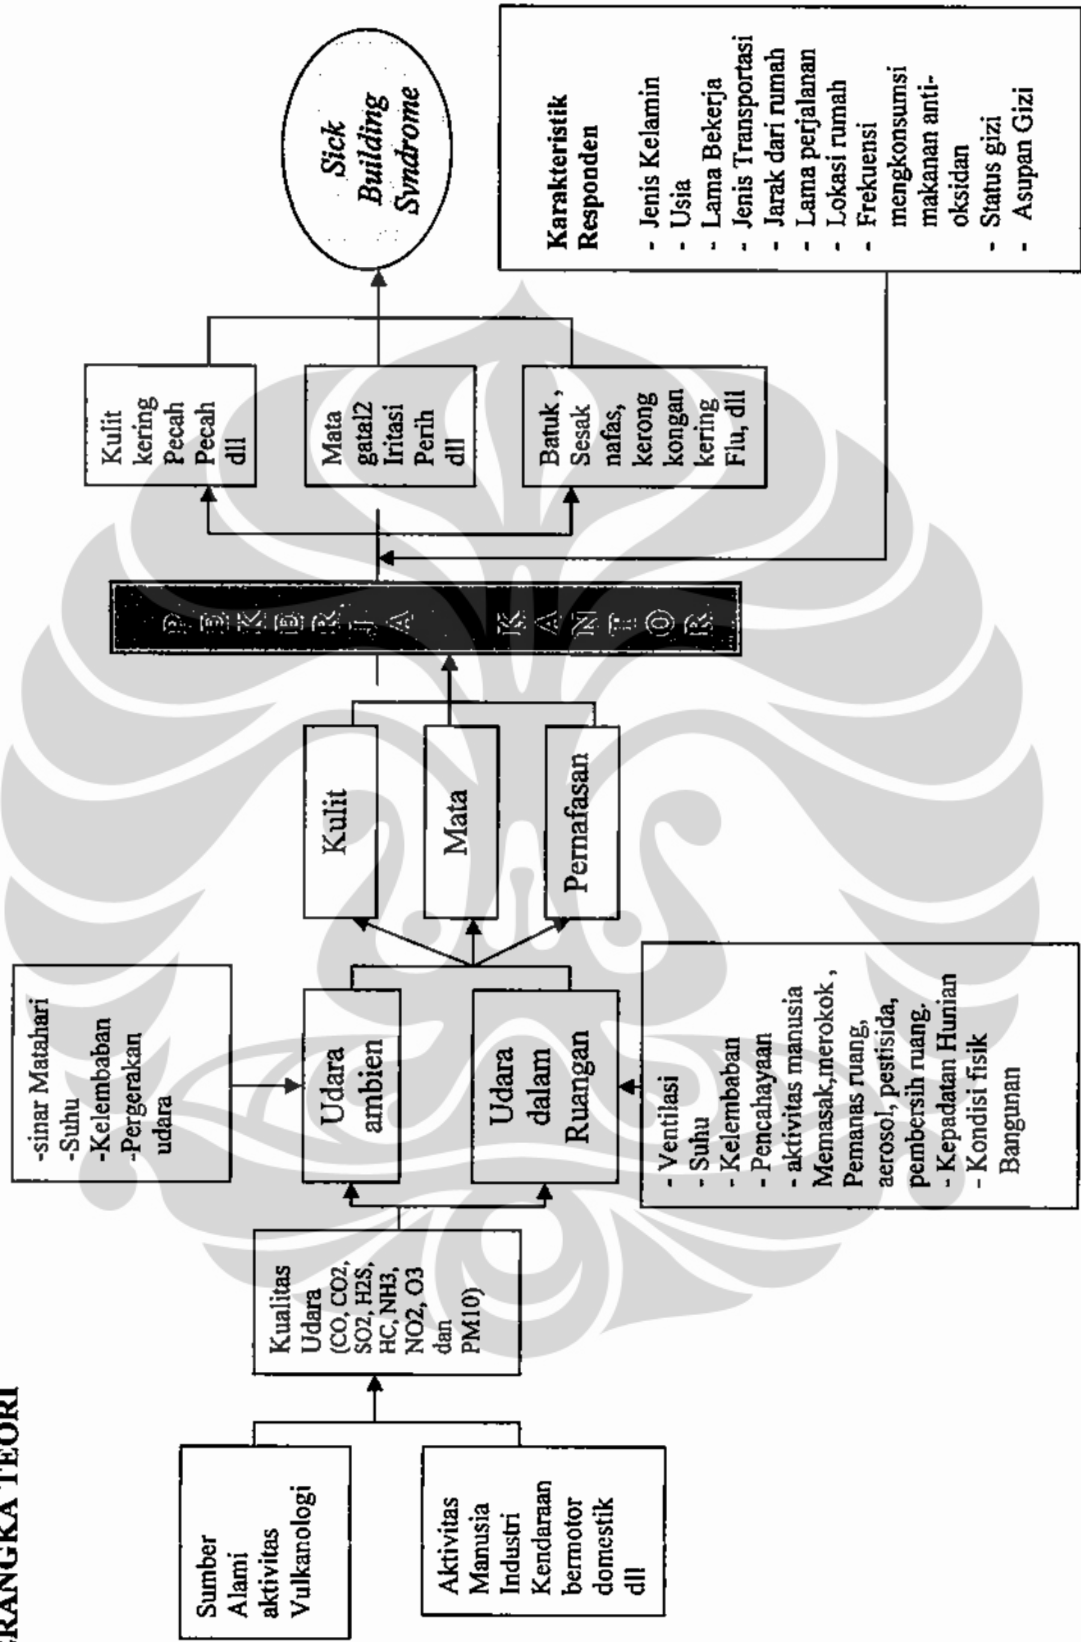 ERANGKA TEORI
Sumber
Alami
aktivitas
Vulkanologi
Aktivitas
Manusia
Industri
Kendaraan
bermotor
domestik
dll
Kualitas
Udara
(CO, CO2,
SO2, H2S,
HC, NH3,
NO2, O3
dan
PM10)
-sinar Matahari
-Suhu
-Kelembaban
-Pergerakan
udara
Udara
ambien
Udara
dalam
Ruangan
- Ventilasi
- Suhu
- Kelembaban
- Pencahayaan
- aktivitas manusia
Memasak,merokok,
Pemanas ruang,
aerosol, pestisida,
pembersih ruang.
- Kepadatan Hunian
- Kondisi fisik
Bangunan
Kulit
Mata
Pernafasan
PEKERJA KANTOR
Kulit
kering
Pecah
Pecah
dll
Mata
gatal2
Iritasi
Perih
dll
Batuk ,
Sesak
nafas,
kerong
kongan
kering
Flu, dll
Sick
Building
Syndrome
Karakteristik
Responden
- Jenis Kelamin
- Usia
- Lama Bekerja
- Jenis Transportasi
- Jarak dari rumah
- Lama perjalanan
- Lokasi rumah
- Frekuensi
mengkonsumsi
makanan anti-
oksidan
- Status gizi
- Asupan Gizi